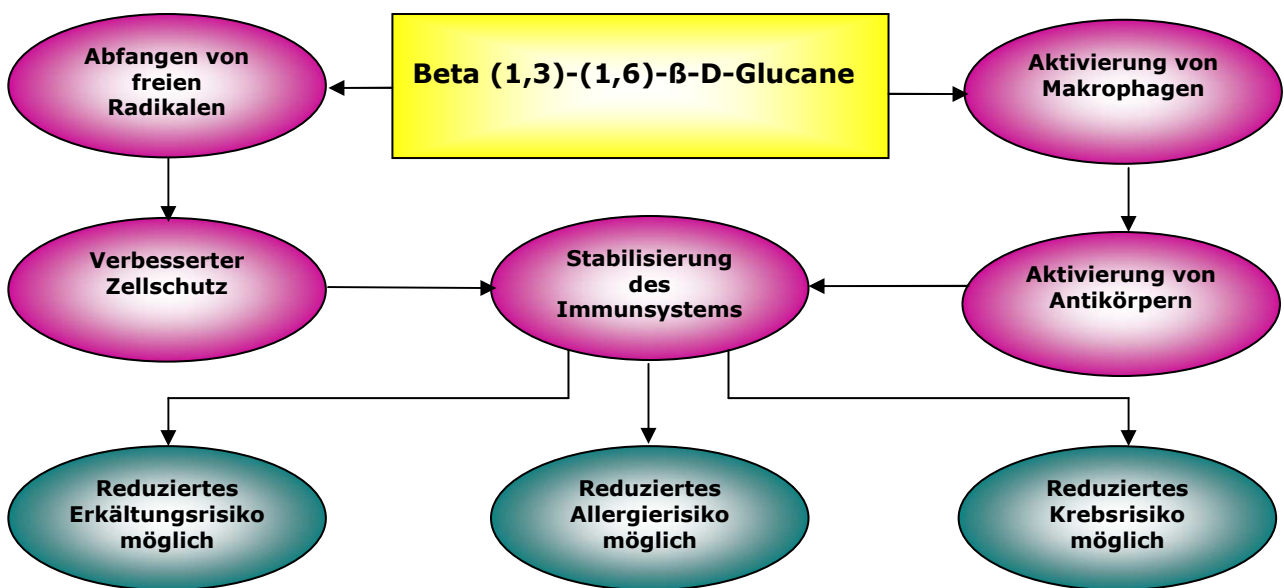 Beta (1,3)-(1,6)-ß-D-Glucane
Abfangen von
freien
Radikalen
Aktivierung von
Makrophagen
Verbesserter
Zellschutz
Stabilisierung
des
Immunsystems
Aktivierung von
Antikörpern
Reduziertes
Erkältungsrisiko
möglich
Reduziertes
Allergierisiko
möglich
Reduziertes
Krebsrisiko
möglich